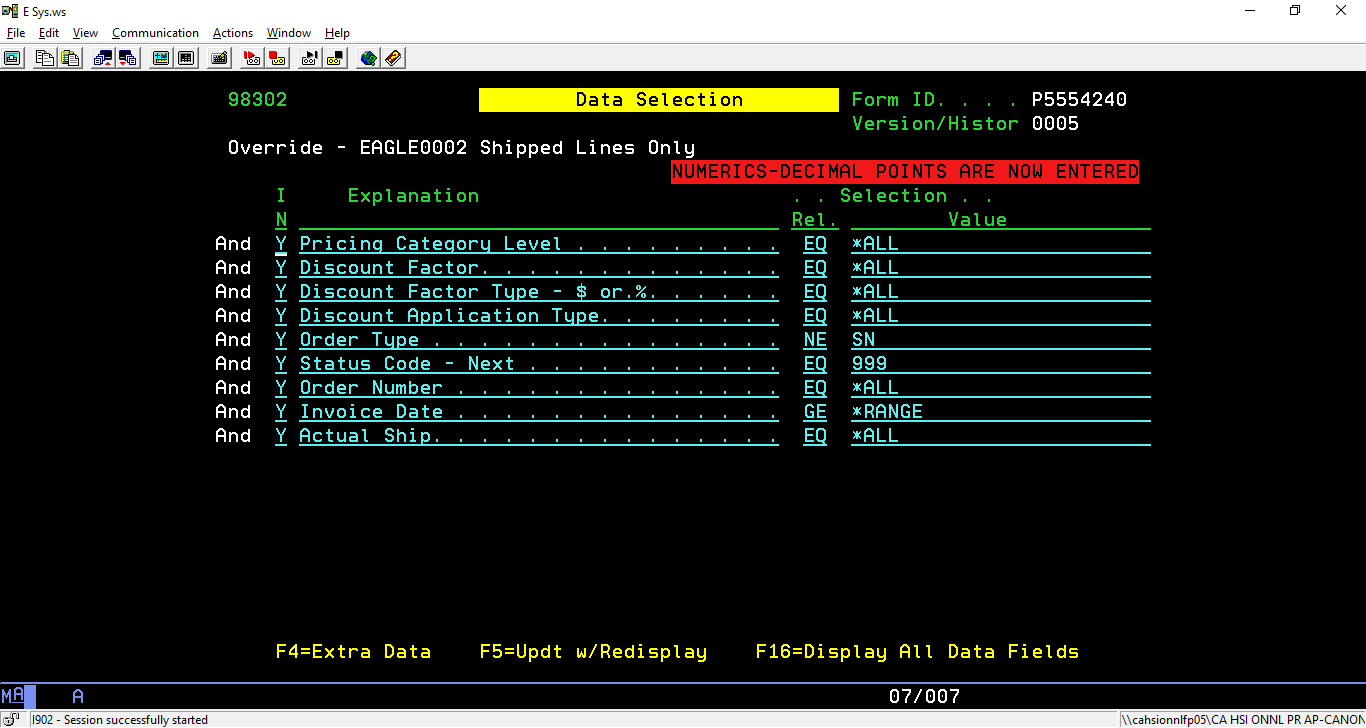 E Sys.ws
File Edit View Communication Actions Window Help
98302 Data Selection Form ID. . . . P5554240
Version/Histor 0005
Override - EAGLE0002 Shipped Lines Only
NUMERICS-DECIMAL POINTS ARE NOW ENTERED
I Explanation . . Selection . .
N Rel. Value
And Y Pricing Category Level . . . . . . . . . EQ *ALL
And Y Discount Factor. . . . . . . . . . . . . EQ *ALL
And Y Discount Factor Type - $ or.%. . . . . . EQ *ALL
And Y Discount Application Type. . . . . . . . EQ *ALL
And Y Order Type . . . . . . . . . . . . . . . NE SN
And Y Status Code - Next . . . . . . . . . . . EQ 999
And Y Order Number . . . . . . . . . . . . . . EQ *ALL
And Y Invoice Date . . . . . . . . . . . . . . GE *RANGE
And Y Actual Ship. . . . . . . . . . . . . . . EQ *ALL
F4=Extra Data F5=Updt w/Redisplay F16=Display All Data Fields
MA A 07/007
I902 - Session successfully started \\cahsionnlfp05\CA HSI ONNL PR AP-CANON